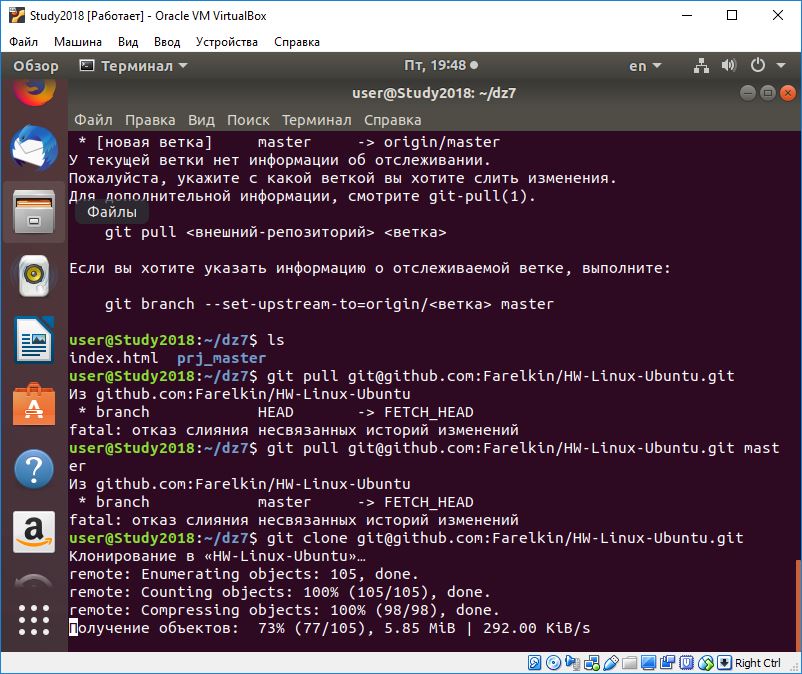 Study2018 [Работает] - Oracle VM VirtualBox
Файл Машина Вид Ввод Устройства Справка
Обзор Терминал Пт, 19:48 en
user@Study2018: ~/dz7
Файл Правка Вид Поиск Терминал Справка
* [новая ветка] master -> origin/master
У текущей ветки нет информации об отслеживании.
Пожалуйста, укажите с какой веткой вы хотите слить изменения.
Для дополнительной информации, смотрите git-pull(1).
Файлы
git pull <внешний-репозиторий> <ветка>
Если вы хотите указать информацию о отслеживаемой ветке, выполните:
git branch --set-upstream-to=origin/<ветка> master
user@Study2018:~/dz7$ ls
index.html prj_master
user@Study2018:~/dz7$ git pull git@github.com:Farelkin/HW-Linux-Ubuntu.git
Из github.com:Farelkin/HW-Linux-Ubuntu
* branch HEAD -> FETCH_HEAD
fatal: отказ слияния несвязанных историй изменений
user@Study2018:~/dz7$ git pull git@github.com:Farelkin/HW-Linux-Ubuntu.git mast
er
Из github.com:Farelkin/HW-Linux-Ubuntu
* branch master -> FETCH_HEAD
fatal: отказ слияния несвязанных историй изменений
user@Study2018:~/dz7$ git clone git@github.com:Farelkin/HW-Linux-Ubuntu.git
Клонирование в «HW-Linux-Ubuntu»…
remote: Enumerating objects: 105, done.
remote: Counting objects: 100% (105/105), done.
remote: Compressing objects: 100% (98/98), done.
Получение объектов: 73% (77/105), 5.85 MiB | 292.00 KiB/s
Right Ctrl